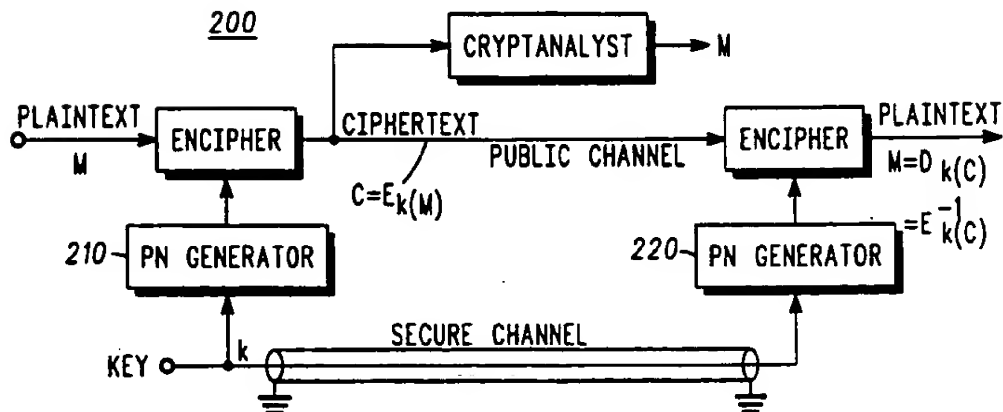 200
CRYPTANALYST
M
PLAINTEXT
M
ENCIPHER
CIPHERTEXT
C=Ek(M)
PUBLIC CHANNEL
ENCIPHER
PLAINTEXT
M=D k(C)
=E -1 k(C)
210
PN GENERATOR
220
PN GENERATOR
SECURE CHANNEL
KEY
k